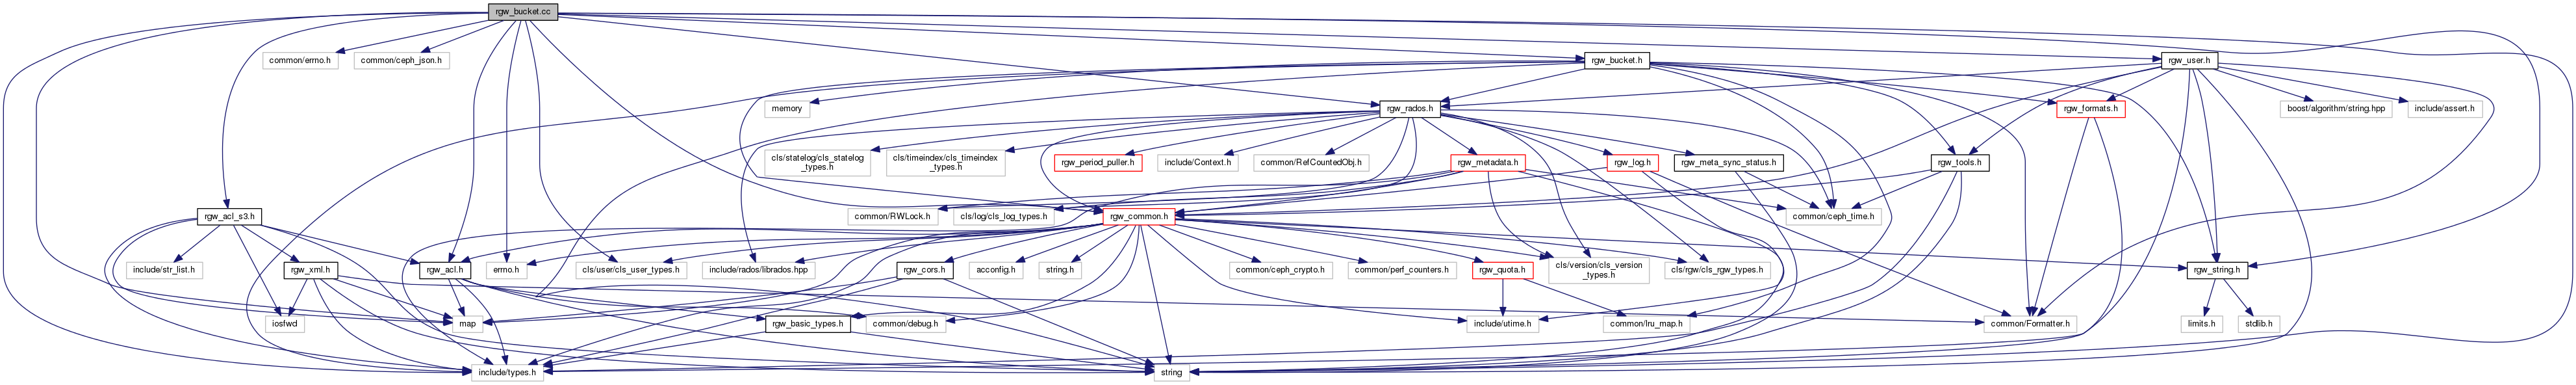 rgw_bucket.cc
common/errno.h
common/ceph_json.h
rgw_bucket.h
rgw_user.h
memory
rgw_rados.h
rgw_formats.h
boost/algorithm/string.hpp
include/assert.h
cls/statelog/cls_statelog
_types.h
cls/timeindex/cls_timeindex
_types.h
rgw_period_puller.h
include/Context.h
common/RefCountedObj.h
rgw_metadata.h
rgw_log.h
rgw_meta_sync_status.h
rgw_tools.h
rgw_acl_s3.h
common/RWLock.h
cls/log/cls_log_types.h
rgw_common.h
common/ceph_time.h
include/str_list.h
rgw_xml.h
rgw_acl.h
errno.h
cls/user/cls_user_types.h
include/rados/librados.hpp
rgw_cors.h
acconfig.h
string.h
common/ceph_crypto.h
common/perf_counters.h
rgw_quota.h
cls/version/cls_version
_types.h
cls/rgw/cls_rgw_types.h
rgw_string.h
iosfwd
map
rgw_basic_types.h
common/debug.h
include/utime.h
common/lru_map.h
common/Formatter.h
limits.h
stdlib.h
include/types.h
string